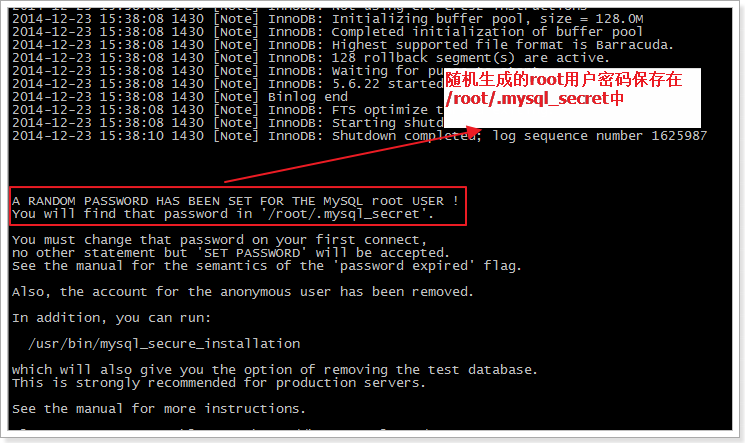 2014-12-23 15:38:08 1430 [Note] InnoDB: Initializing buffer pool, size = 128.0M
2014-12-23 15:38:08 1430 [Note] InnoDB: Completed initialization of buffer pool
2014-12-23 15:38:08 1430 [Note] InnoDB: Highest supported file format is Barracuda.
2014-12-23 15:38:08 1430 [Note] InnoDB: 128 rollback segment(s) are active.
2014-12-23 15:38:08 1430 [Note] InnoDB: Waiting for
随机生成的root用户密码保存在
/root/.mysql_secret中
2014-12-23 15:38:08 1430 [Note] InnoDB: 5.6.22 started
2014-12-23 15:38:08 1430 [Note] Binlog end
2014-12-23 15:38:08 1430 [Note] InnoDB: FTS optimize
2014-12-23 15:38:08 1430 [Note] InnoDB: Starting
2014-12-23 15:38:10 1430 [Note] InnoDB: Shutdown completed; log sequence number 1625987
A RANDOM PASSWORD HAS BEEN SET FOR THE MySQL root USER !
You will find that password in '/root/.mysql_secret'.
You must change that password on your first connect,
no other statement but 'SET PASSWORD' will be accepted.
See the manual for the semantics of the 'password expired' flag.
Also, the account for the anonymous user has been removed.
In addition, you can run:
/usr/bin/mysql_secure_installation
which will also give you the option of removing the test database.
This is strongly recommended for production servers.
See the manual for more instructions.